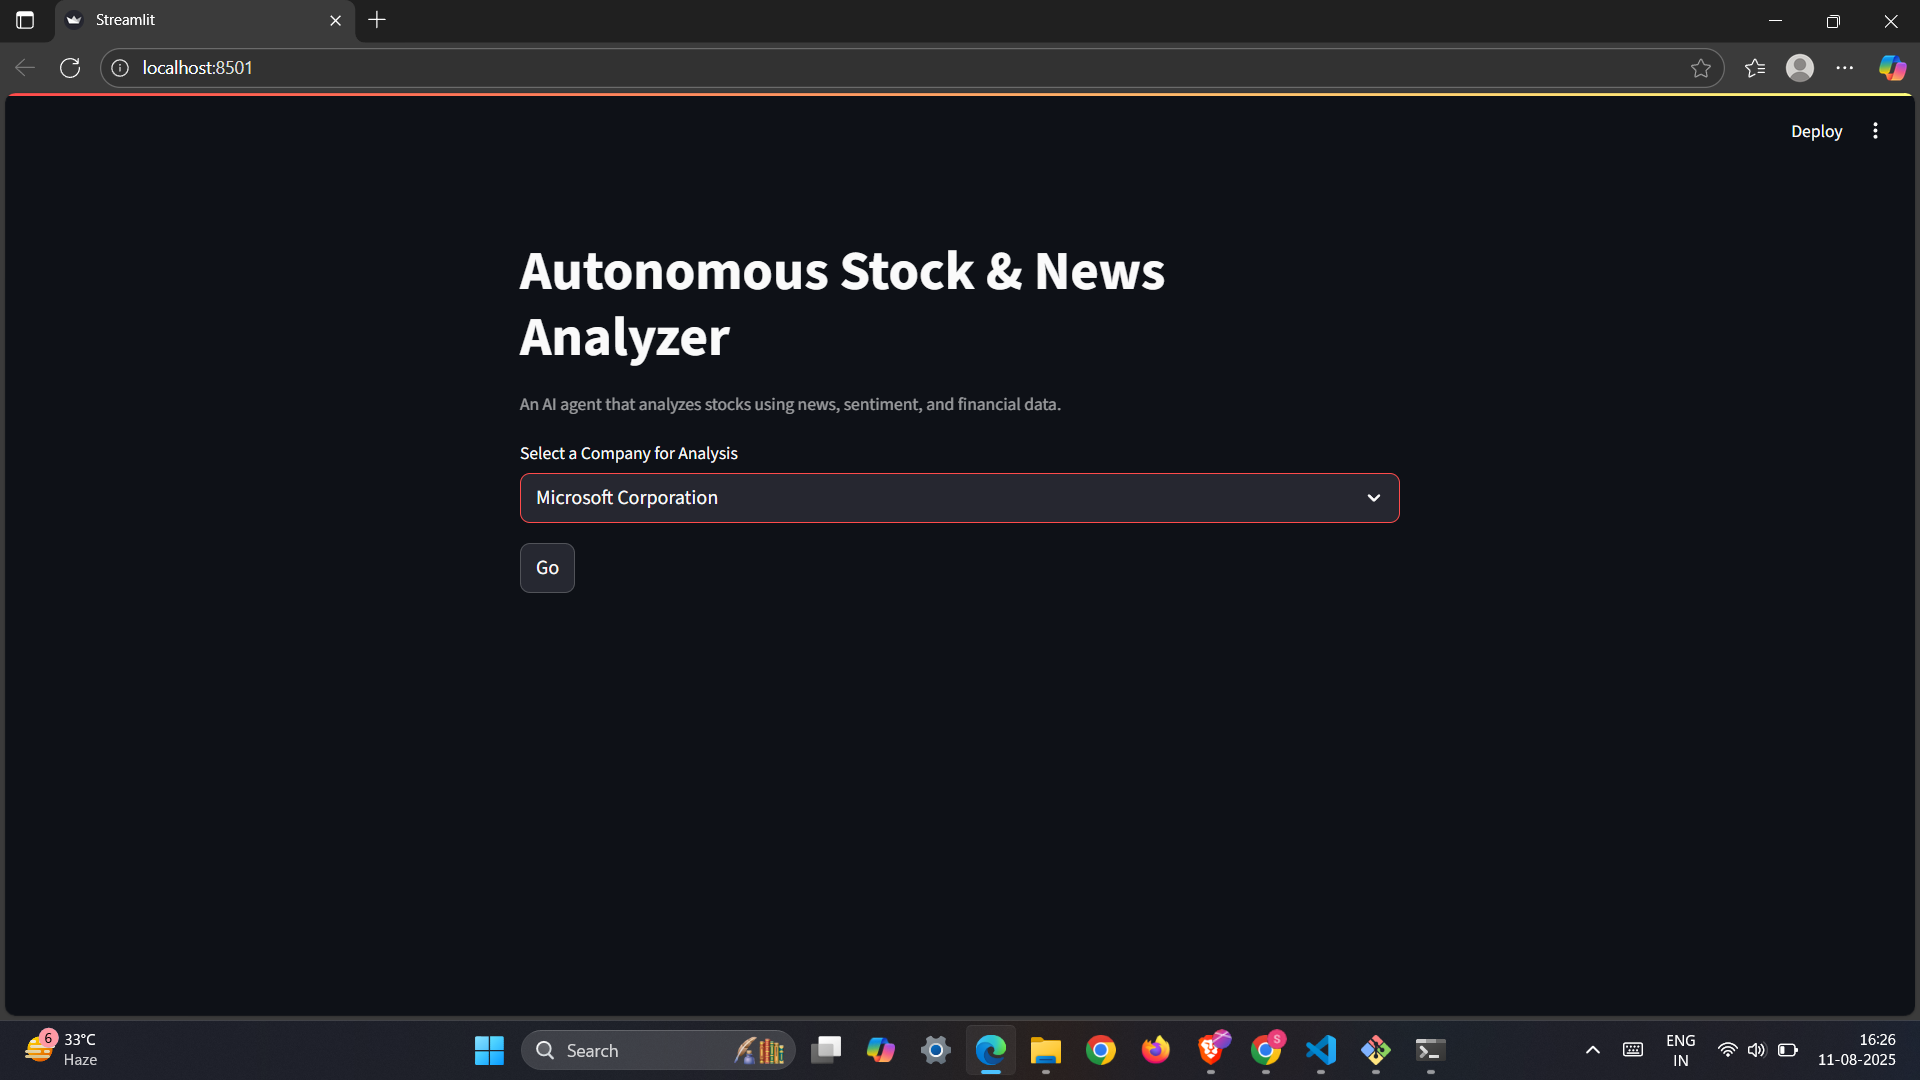 Streamlit
localhost:8501
Deploy
Autonomous Stock & News
Analyzer
An AI agent that analyzes stocks using news, sentiment, and financial data.
Select a Company for Analysis
Microsoft Corporation
Go
6
33°C
Haze
Search
S
ENG
IN
16:26
11-08-2025